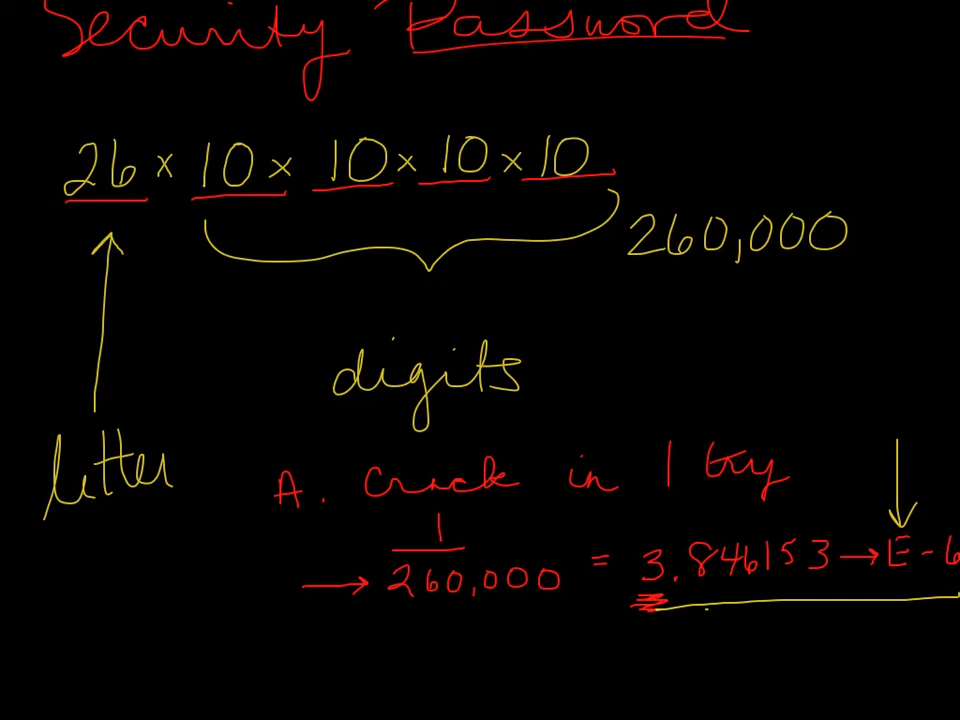 Security Password
26 × 10 × 10 × 10 × 10
260,000
digits
letter
A. Crack in 1 try
1
→ 260,000 = 3.846153 → E-6